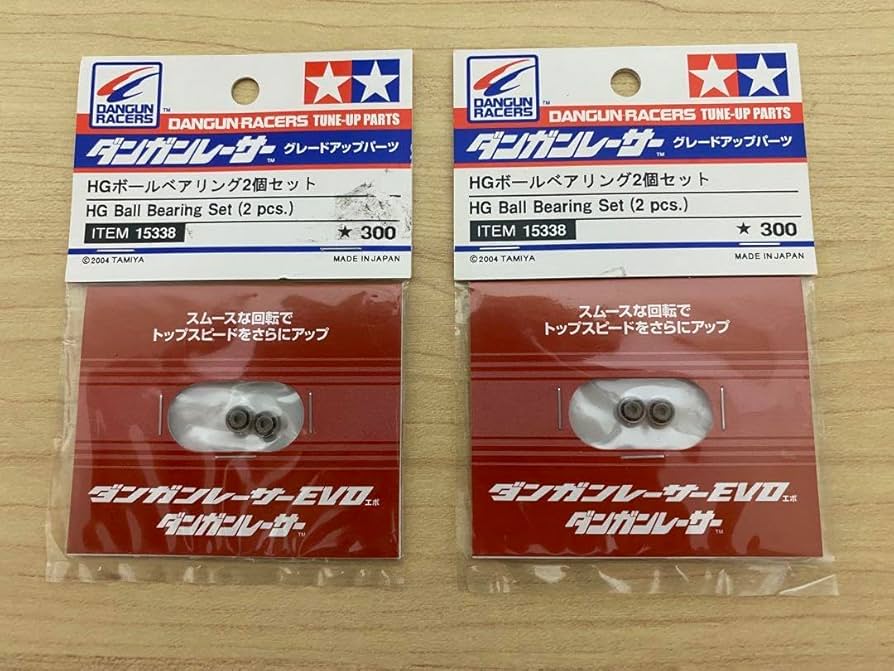 DANGUN
RACERS
TM
DANGUN RACERS TUNE-UP PARTS
ダンガンレーサー TM グレードアップパーツ
HGボールベアリング2個セット
HG Ball Bearing Set (2 pcs.)
ITEM 15338 ★ 300
©2004 TAMIYA MADE IN JAPAN
スムースな回転で
トップスピードをさらにアップ
ダンガンレーサーEVO エボ
ダンガンレーサー TM
DANGUN
RACERS
TM
DANGUN RACERS TUNE-UP PARTS
ダンガンレーサー TM グレードアップパーツ
HGボールベアリング2個セット
HG Ball Bearing Set (2 pcs.)
ITEM 15338 ★ 300
©2004 TAMIYA MADE IN JAPAN
スムースな回転で
トップスピードをさらにアップ
ダンガンレーサーEVO エボ
ダンガンレーサー TM